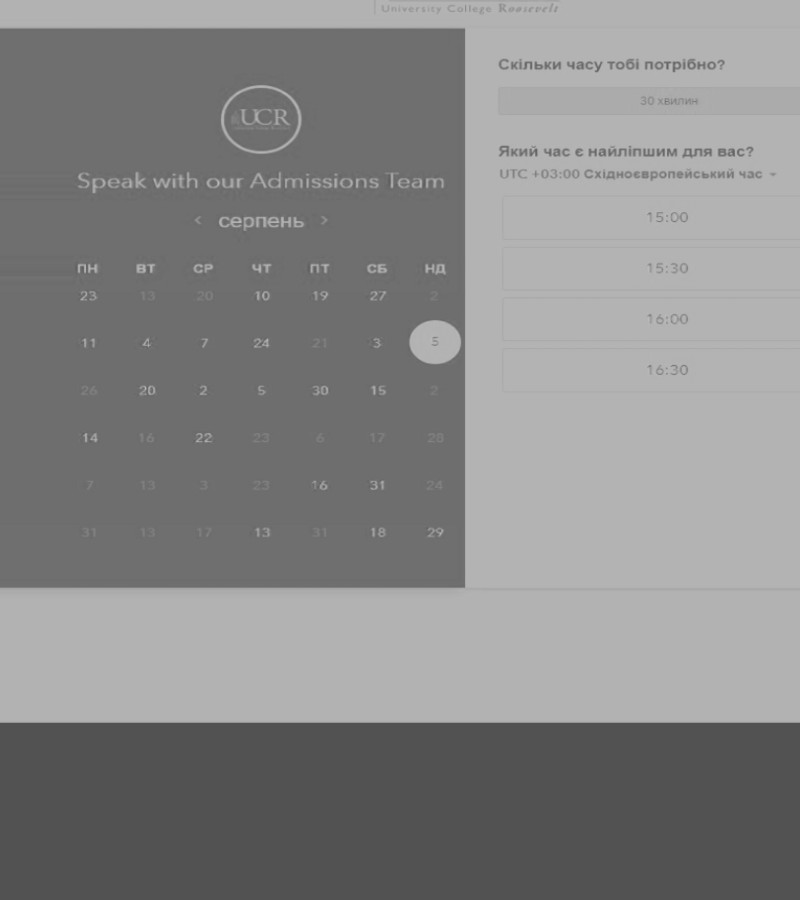 University College Roosevelt
UCR
Speak with our Admissions Team
< серпень >
ПН ВТ СР ЧТ ПТ СБ НД
23 13 20 10 19 27 2
11 4 7 24 21 3 5
26 20 2 5 30 15 2
14 16 22 23 6 17 28
7 13 3 23 16 31 24
31 13 17 13 31 18 29
Скільки часу тобі потрібно?
30 хвилин
Який час є найліпшим для вас?
UTC +03:00 Східноєвропейський час
15:00
15:30
16:00
16:30